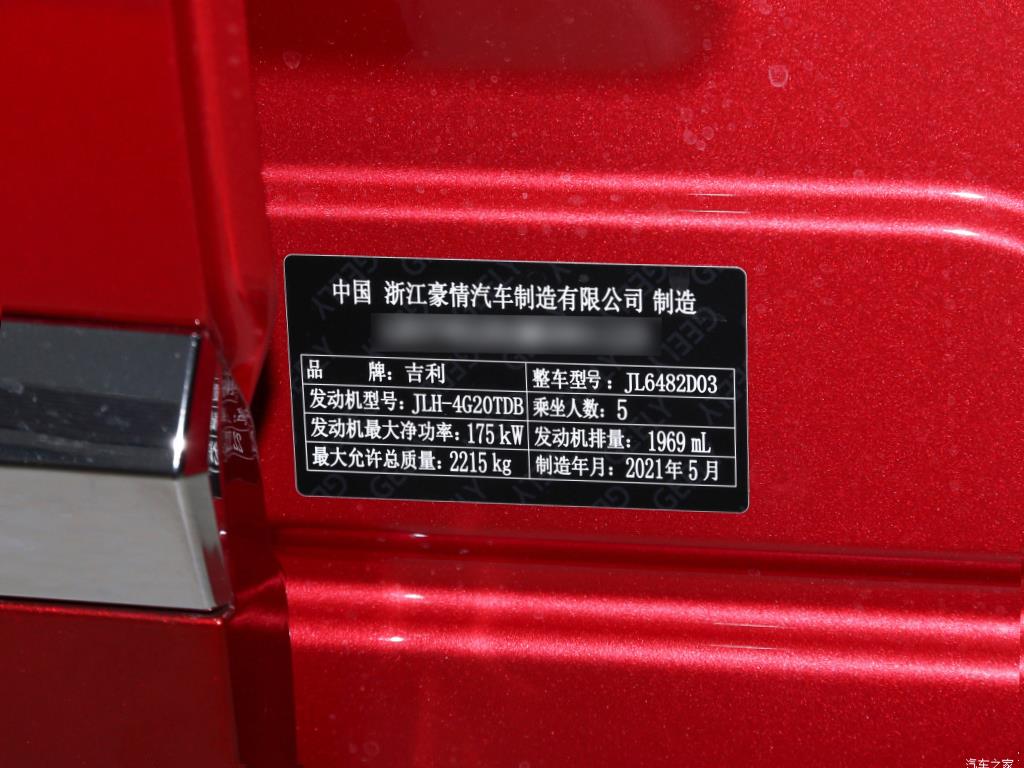 中国 浙江豪情汽车制造有限公司 制造
品 牌：吉利 整车型号：JL6482D03
发动机型号：JLH-4G20TDB 乘坐人数：5
发动机最大净功率：175 kW 发动机排量：1969 mL
最大允许总质量：2215 kg 制造年月：2021年5月
汽车之家